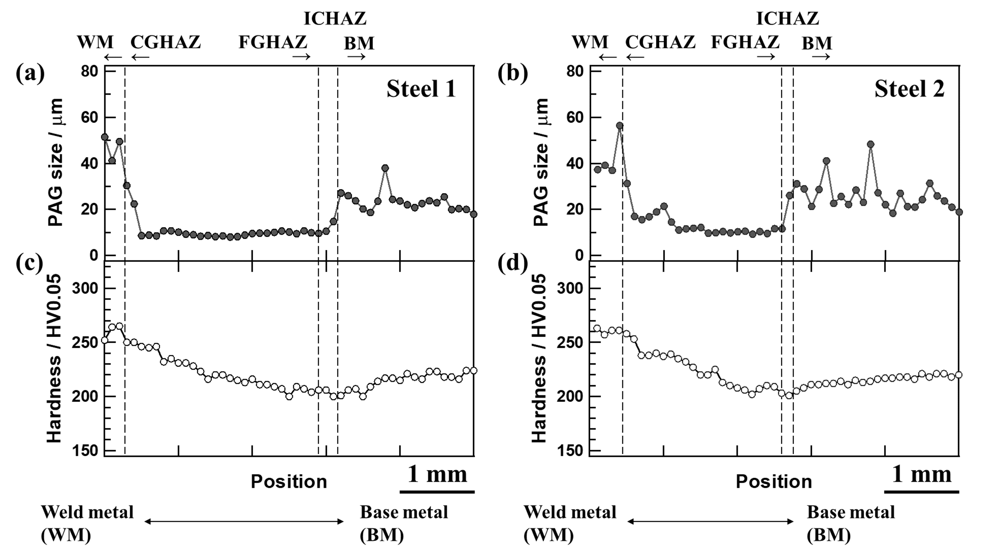 ICHAZ
WM CGHAZ FGHAZ BM
← ← → →
(a)
Steel 1
PAG size / μm
80
60
40
20
0
(c)
Hardness / HV0.05
300
250
200
150
Position
1 mm
Weld metal
(WM)
Base metal
(BM)
ICHAZ
WM CGHAZ FGHAZ BM
← ← → →
(b)
Steel 2
PAG size / μm
80
60
40
20
0
(d)
Hardness / HV0.05
300
250
200
150
Position
1 mm
Weld metal
(WM)
Base metal
(BM)